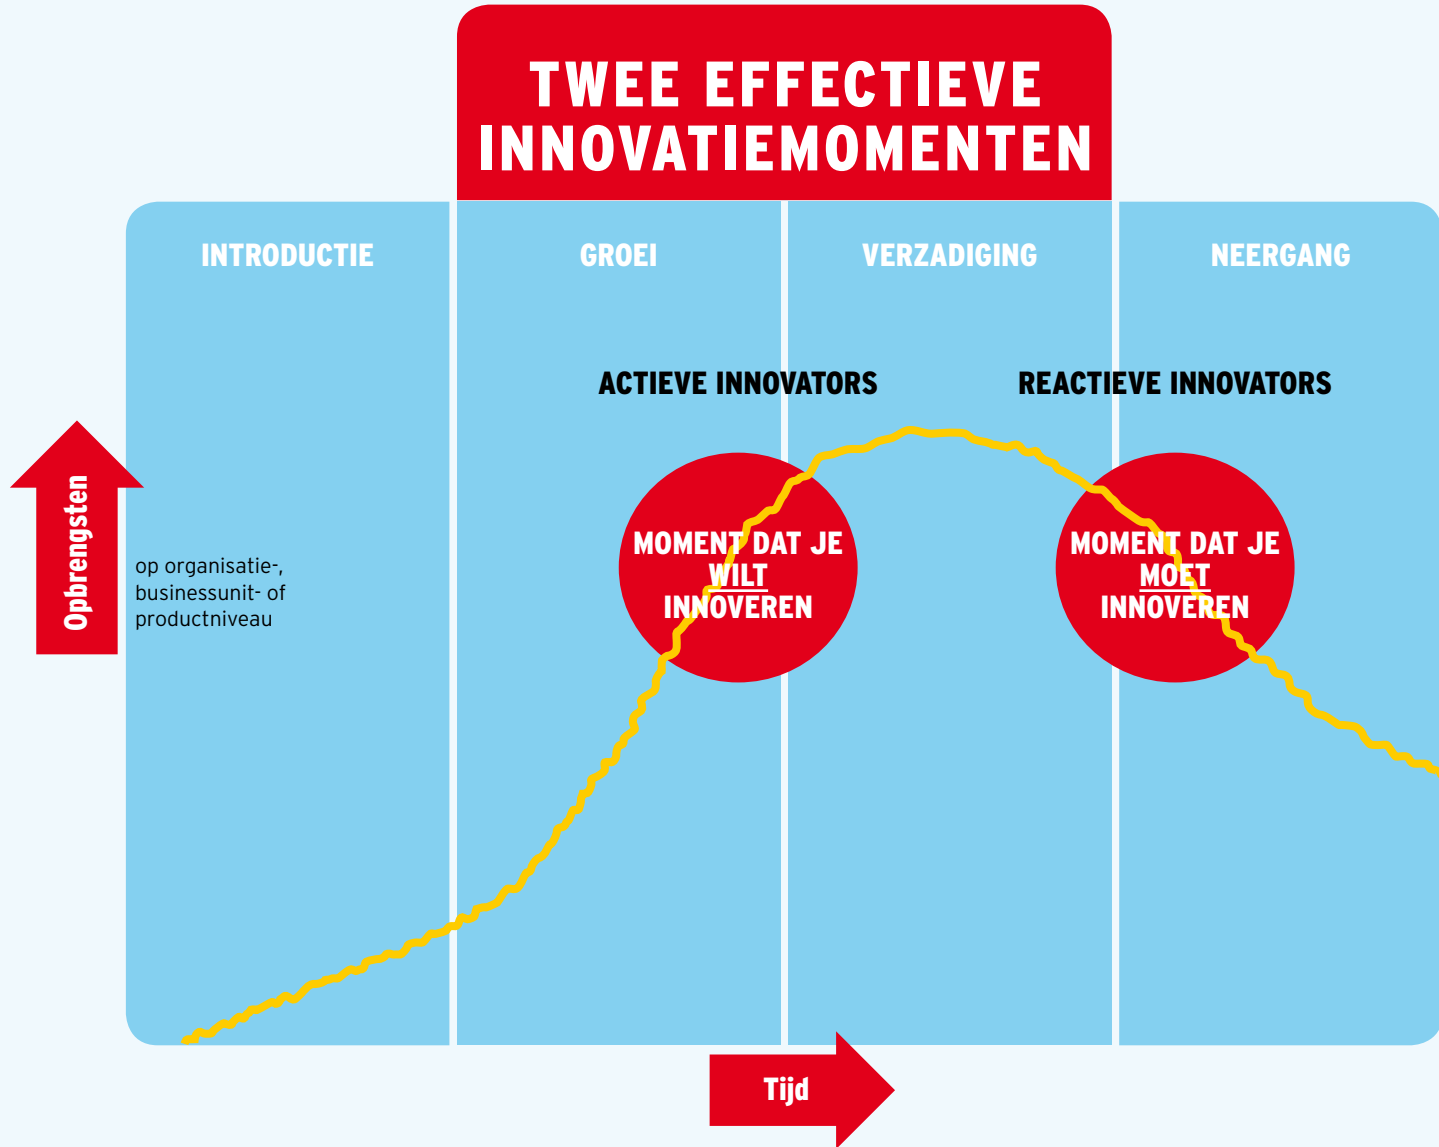 TWEE EFFECTIEVE
INNOVATIEMOMENTEN
INTRODUCTIE
GROEI
VERZADIGING
NEERGANG
ACTIEVE INNOVATORS
REACTIEVE INNOVATORS
Opbrengsten
op organisatie-,
businessunit- of
productniveau
MOMENT DAT JE
WILT
INNOVEREN
MOMENT DAT JE
MOET
INNOVEREN
Tijd